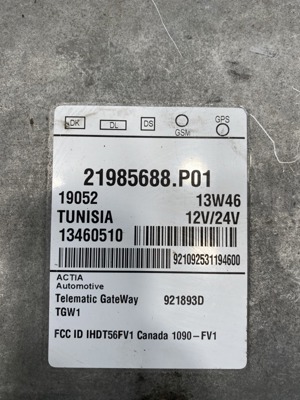 DK DL DS GSM GPS
21985688.P01
19052 13W46
TUNISIA 12V/24V
13460510
921092531194600
ACTIA
Automotive
Telematic GateWay 921893D
TGW1
FCC ID IHDT56FV1 Canada 1090-FV1